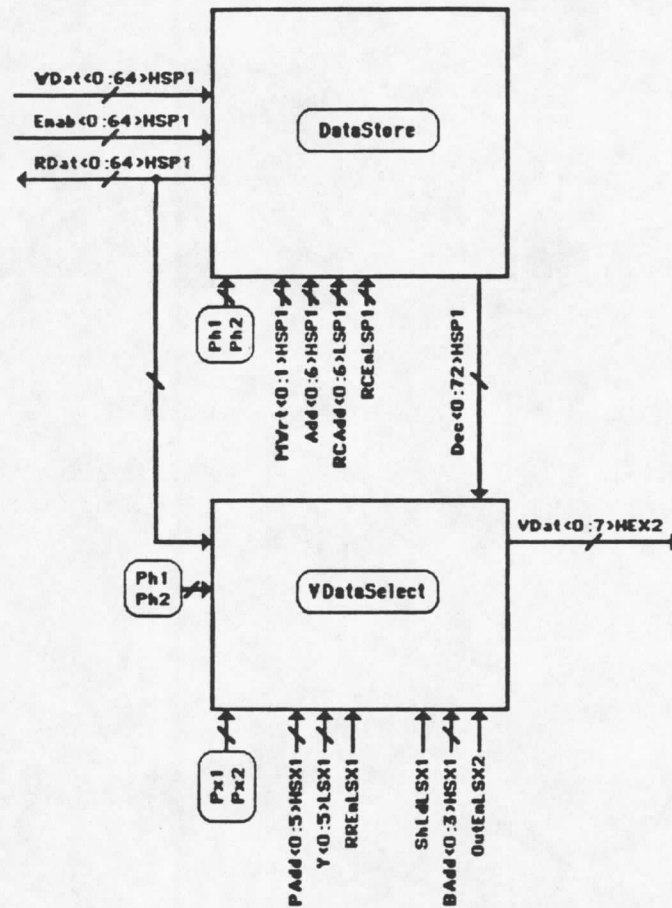 WDat<0:64>HSP1
Enab<0:64>HSP1
RDat<0:64>HSP1
DataStore
Ph1
Ph2
MWrt<0:1>HSP1
Add<0:6>HSP1
RCAdd<0:6>LSP1
RCEnLSP1
Dec<0:72>HSP1
VDat<0:7>HEX2
Ph1
Ph2
VDataSelect
Px1
Px2
PAdd<0:5>HSX1
Y<0:5>LSX1
RREnLSX1
ShLdLSX1
BAdd<0:3>HSX1
OutEnLSX2